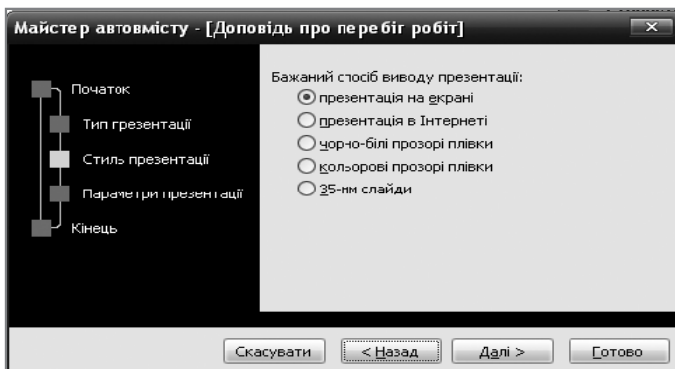 Майстер автовмісту - [Доповідь про перебіг робіт]
Початок
Тип презентації
Стиль презентації
Параметри презентації
Кінець
Бажаний спосіб виводу презентації:
презентація на екрані
презентація в Інтернеті
чорно-білі прозорі плівки
кольорові прозорі плівки
35-мм слайди
Скасувати
< Назад
Далі >
Готово